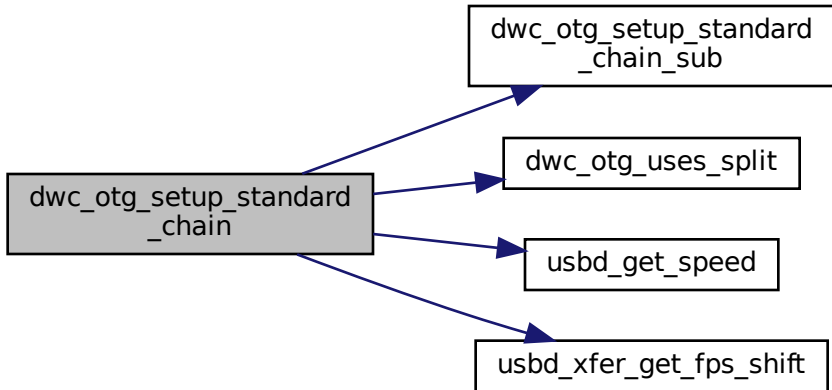 dwc_otg_setup_standard
_chain
dwc_otg_setup_standard
_chain_sub
dwc_otg_uses_split
usbd_get_speed
usbd_xfer_get_fps_shift